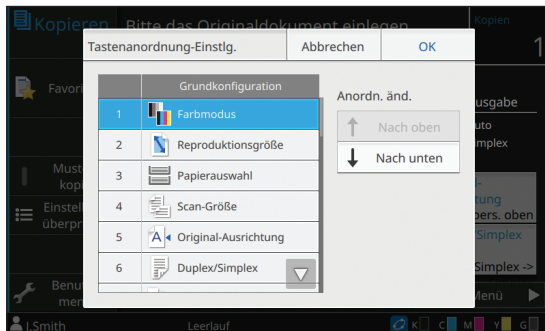 Kopieren
Bitte das Originaldokument einlegen
Kopien
1
Tastenanordnung-Einstlg.
Abbrechen
OK
Favori
Grundkonfiguration
Anordn. änd.
1 Farbmodus
Nach oben
2 Reproduktionsgröße
Nach unten
3 Papierauswahl
4 Scan-Größe
5 Original-Ausrichtung
6 Duplex/Simplex
usgabe
uto
implex
Must
kopi
Einstel
überpr
tung
pers. oben
/Simplex
Simplex ->
Benut
men
Menü
J.Smith
Leerlauf
K C M Y G